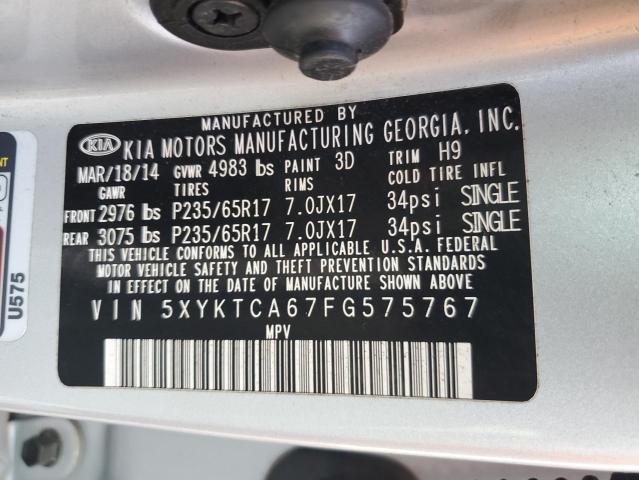 MANUFACTURED BY
KIA KIA MOTORS MANUFACTURING GEORGIA, INC.
MAR/18/14 GVWR 4983 lbs PAINT 3D TRIM H9
GAWR TIRES RIMS COLD TIRE INFL
FRONT 2976 lbs P235/65R17 7.0JX17 34psi SINGLE
REAR 3075 lbs P235/65R17 7.0JX17 34psi SINGLE
THIS VEHICLE CONFORMS TO ALL APPLICABLE U.S.A. FEDERAL
MOTOR VEHICLE SAFETY AND THEFT PREVENTION STANDARDS
IN EFFECT ON THE DATE OF MANUFACTURE SHOWN ABOVE
VIN 5XYKTCA67FG575767
MPV
U575